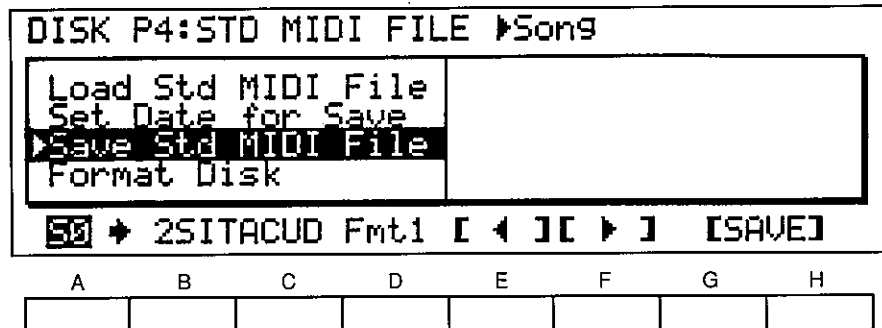 DISK P4:STD MIDI FILE ▶Song
Load Std MIDI File
Set Date for Save
▶Save Std MIDI File
Format Disk
S0 ➔ 2SITACUD Fmt1 [ ◀ ][ ▶ ] [SAVE]
A B C D E F G H